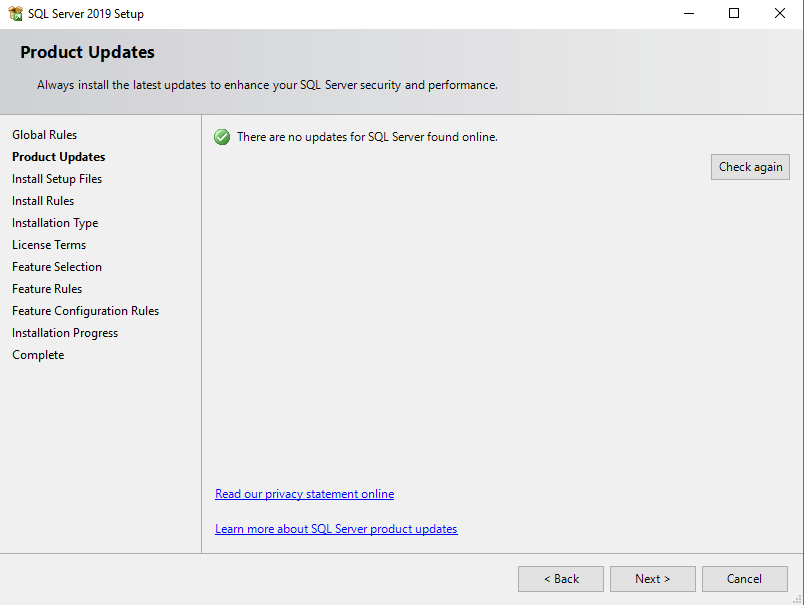 SQL Server 2019 Setup
Product Updates
Always install the latest updates to enhance your SQL Server security and performance.
Global Rules
Product Updates
Install Setup Files
Install Rules
Installation Type
License Terms
Feature Selection
Feature Rules
Feature Configuration Rules
Installation Progress
Complete
There are no updates for SQL Server found online.
Check again
Read our privacy statement online
Learn more about SQL Server product updates
< Back
Next >
Cancel